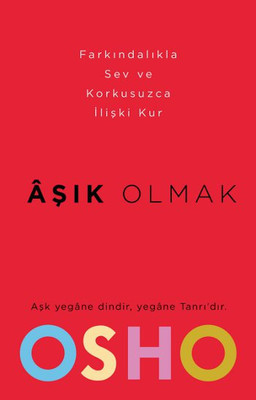 Farkındalıkla
Sev ve
Korkusuzca
İlişki Kur
ÂŞIK OLMAK
Aşk yegâne dindir, yegâne Tanrı'dır.
OSHO